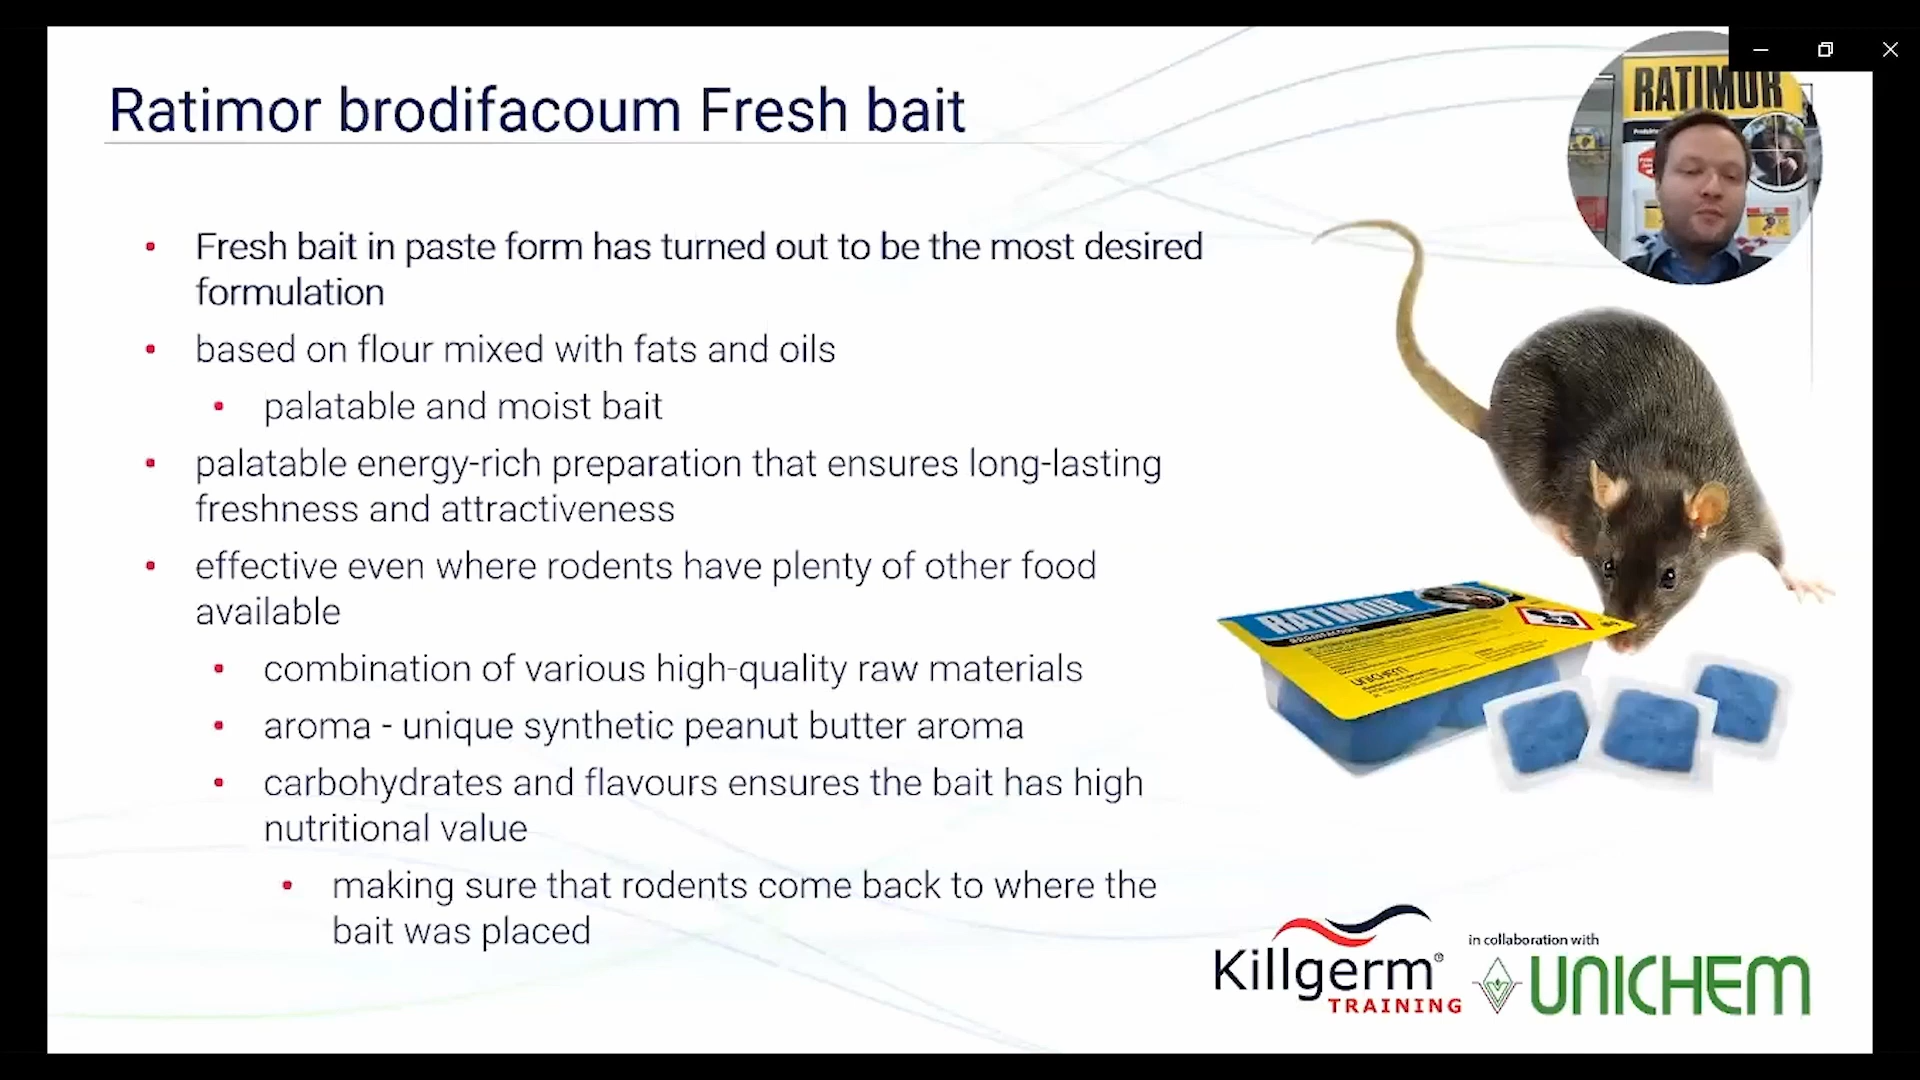 Ratimor brodifacoum Fresh bait
RATIMOR
• Fresh bait in paste form has turned out to be the most desired
formulation
• based on flour mixed with fats and oils
• palatable and moist bait
• palatable energy-rich preparation that ensures long-lasting
freshness and attractiveness
• effective even where rodents have plenty of other food
available
• combination of various high-quality raw materials
• aroma - unique synthetic peanut butter aroma
• carbohydrates and flavours ensures the bait has high
nutritional value
• making sure that rodents come back to where the
bait was placed
RATIMOR
BRODIFACOUM
UNICHEM
Killgerm®
TRAINING
in collaboration with
UNICHEM